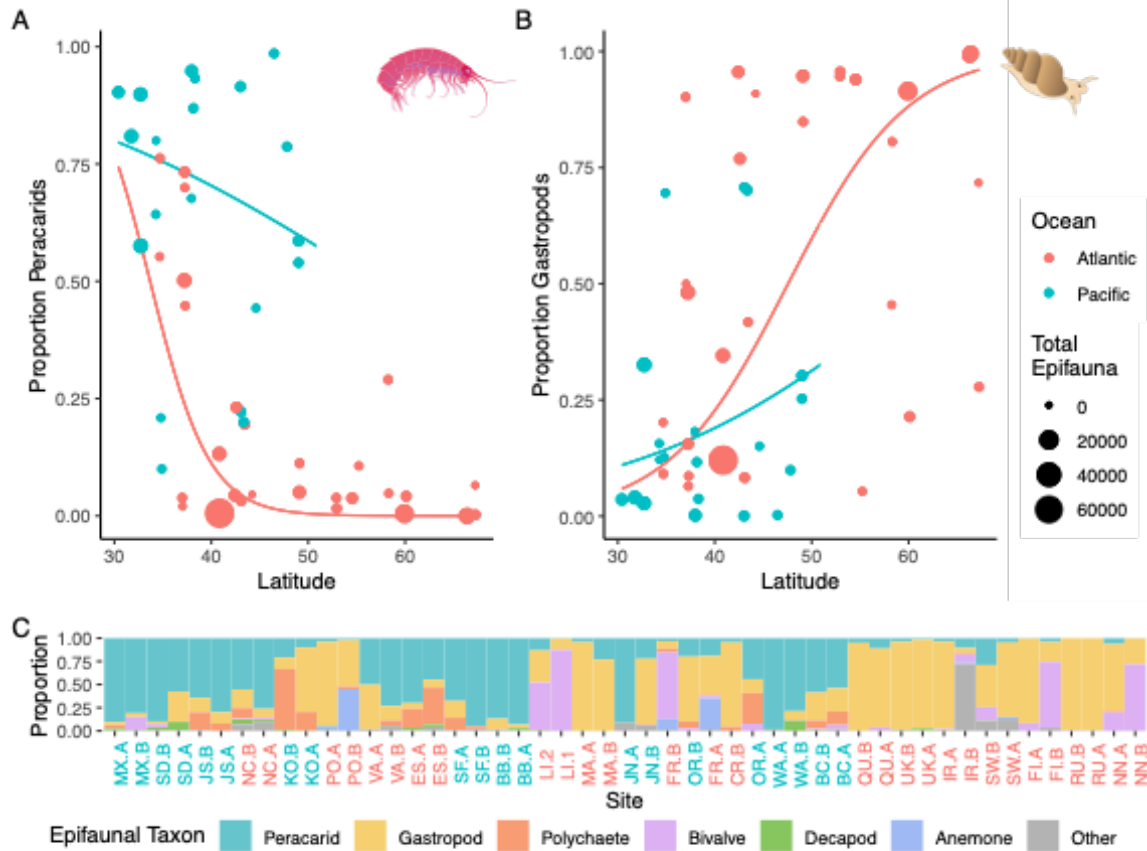 A
B
1.00
0.75
0.50
0.25
0.00
Proportion Peracarids
30
40
50
60
Latitude
1.00
0.75
0.50
0.25
0.00
Proportion Gastropods
30
40
50
60
Latitude
Ocean
Atlantic
Pacific
Total
Epifauna
0
20000
40000
60000
C
1.00
0.75
0.50
0.25
0.00
Proportion
MX.A MX.B SD.B SD.A JS.B JS.A NC.B NC.A KO.B KO.A PO.A PO.B VA.A VA.B ES.A ES.B SF.A SF.B BB.B BB.A LI.2 LI.1 MA.A MA.B JN.A JN.B FR.B OR.B FR.A CR.B OR.A WA.A WA.B BC.B BC.A QU.B QU.A UK.B UK.A IR.A IR.B SW.B SW.A FI.A FI.B RU.B RU.A NN.A NN.B
Site
Epifaunal Taxon Peracarid Gastropod Polychaete Bivalve Decapod Anemone Other